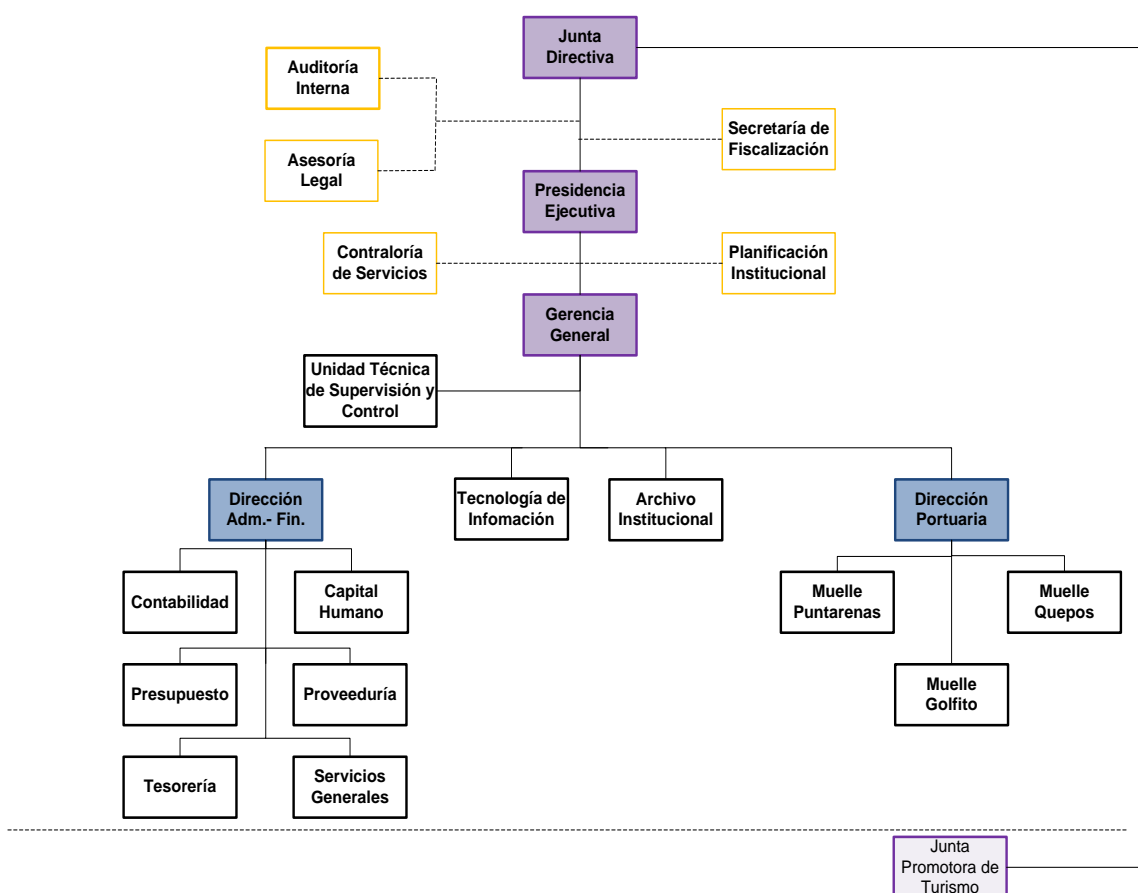 Junta
Directiva
Auditoría
Interna
Secretaría de
Fiscalización
Asesoría
Legal
Presidencia
Ejecutiva
Contraloría
de Servicios
Planificación
Institucional
Gerencia
General
Unidad Técnica
de Supervisión y
Control
Dirección
Adm.- Fin.
Tecnología de
Infomación
Archivo
Institucional
Dirección
Portuaria
Contabilidad
Capital
Humano
Muelle
Puntarenas
Muelle
Quepos
Presupuesto
Proveeduría
Muelle
Golfito
Tesorería
Servicios
Generales
Junta
Promotora de
Turismo